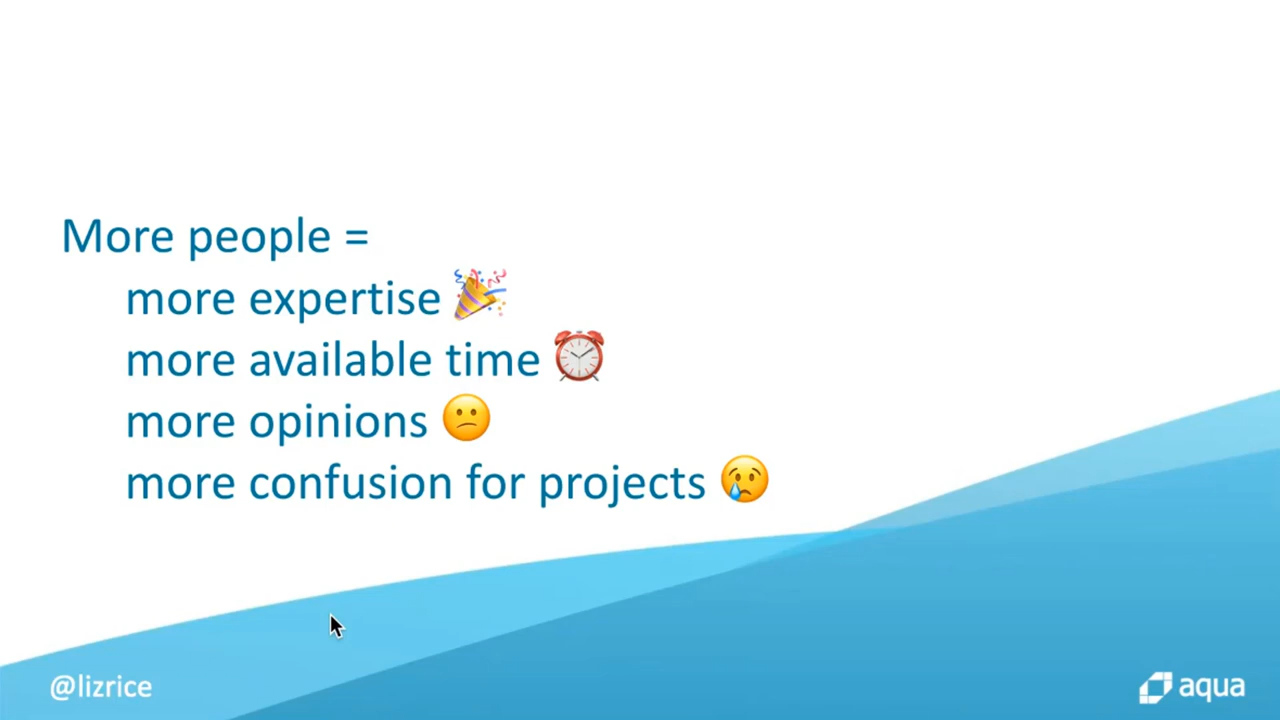 More people =
more expertise 🎉
more available time ⏰
more opinions 😕
more confusion for projects 😢
@lizrice
aqua